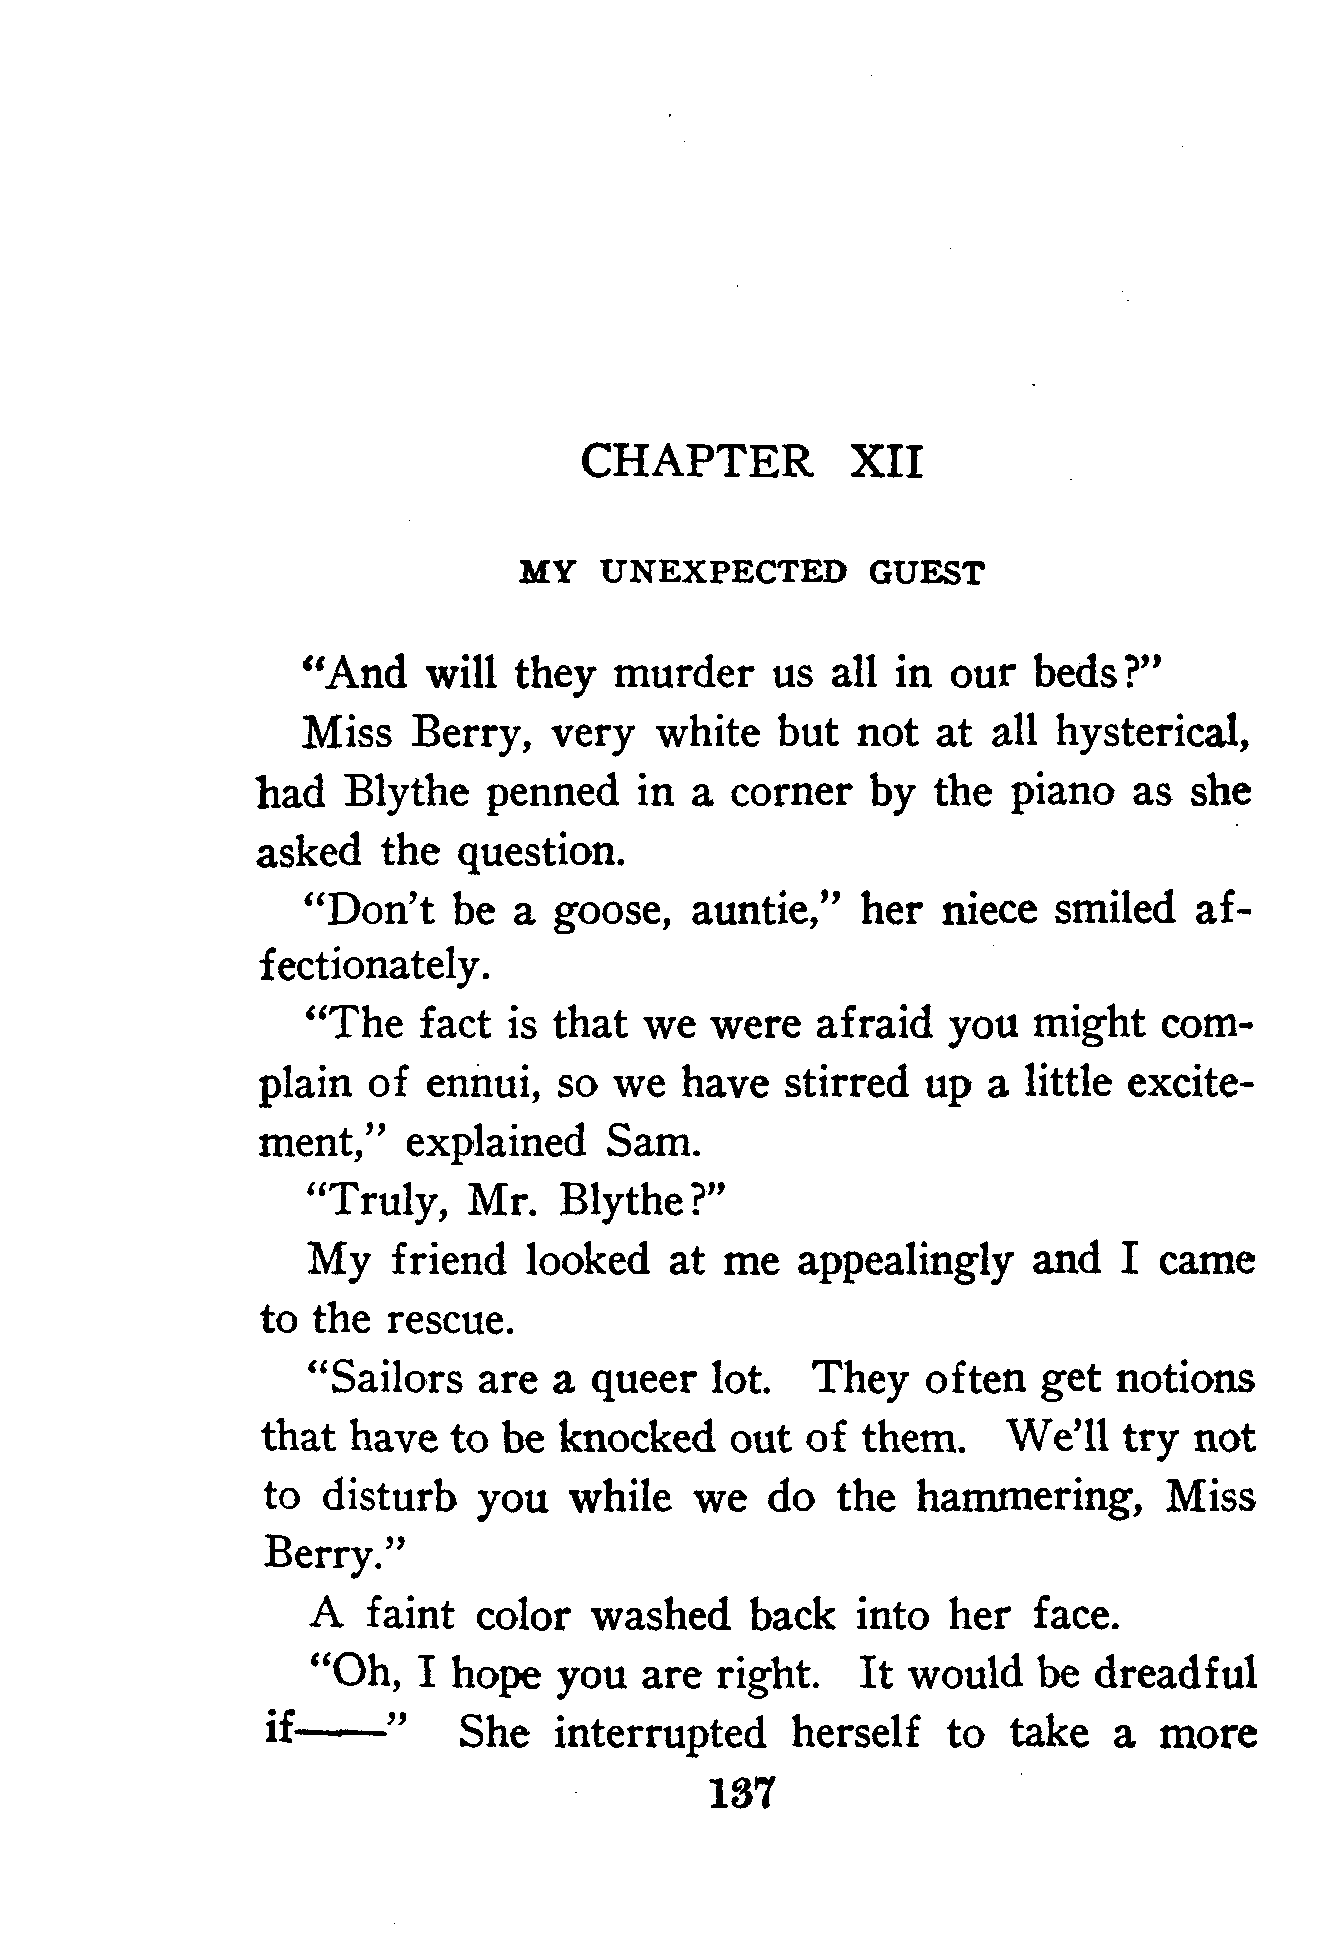 CHAPTER XII
MY UNEXPECTED GUEST
“And will they murder us all in our beds?”
Miss Berry, very white but not at all hysterical,
had Blythe penned in a corner by the piano as she
asked the question.
“Don't be a goose, auntie,” her niece smiled af-
fectionately.
“The fact is that we were afraid you might com-
plain of ennui, so we have stirred up a little excite-
ment,” explained Sam.
“Truly, Mr. Blythe?”
My friend looked at me appealingly and I came
to the rescue.
“Sailors are a queer lot. They often get notions
that have to be knocked out of them. We'll try not
to disturb you while we do the hammering, Miss
Berry.”
A faint color washed back into her face.
“Oh, I hope you are right. It would be dreadful
if——” She interrupted herself to take a more
137